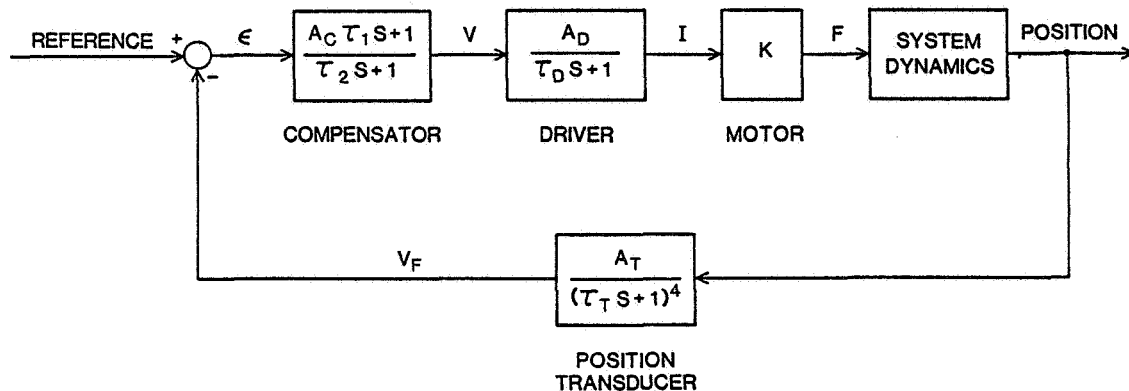 REFERENCE
+
-
ϵ
A_C τ_1 S+1
τ_2 S+1
COMPENSATOR
V
A_D
τ_D S+1
DRIVER
I
K
MOTOR
F
SYSTEM
DYNAMICS
POSITION
V_F
A_T
(τ_T S+1)^4
POSITION
TRANSDUCER